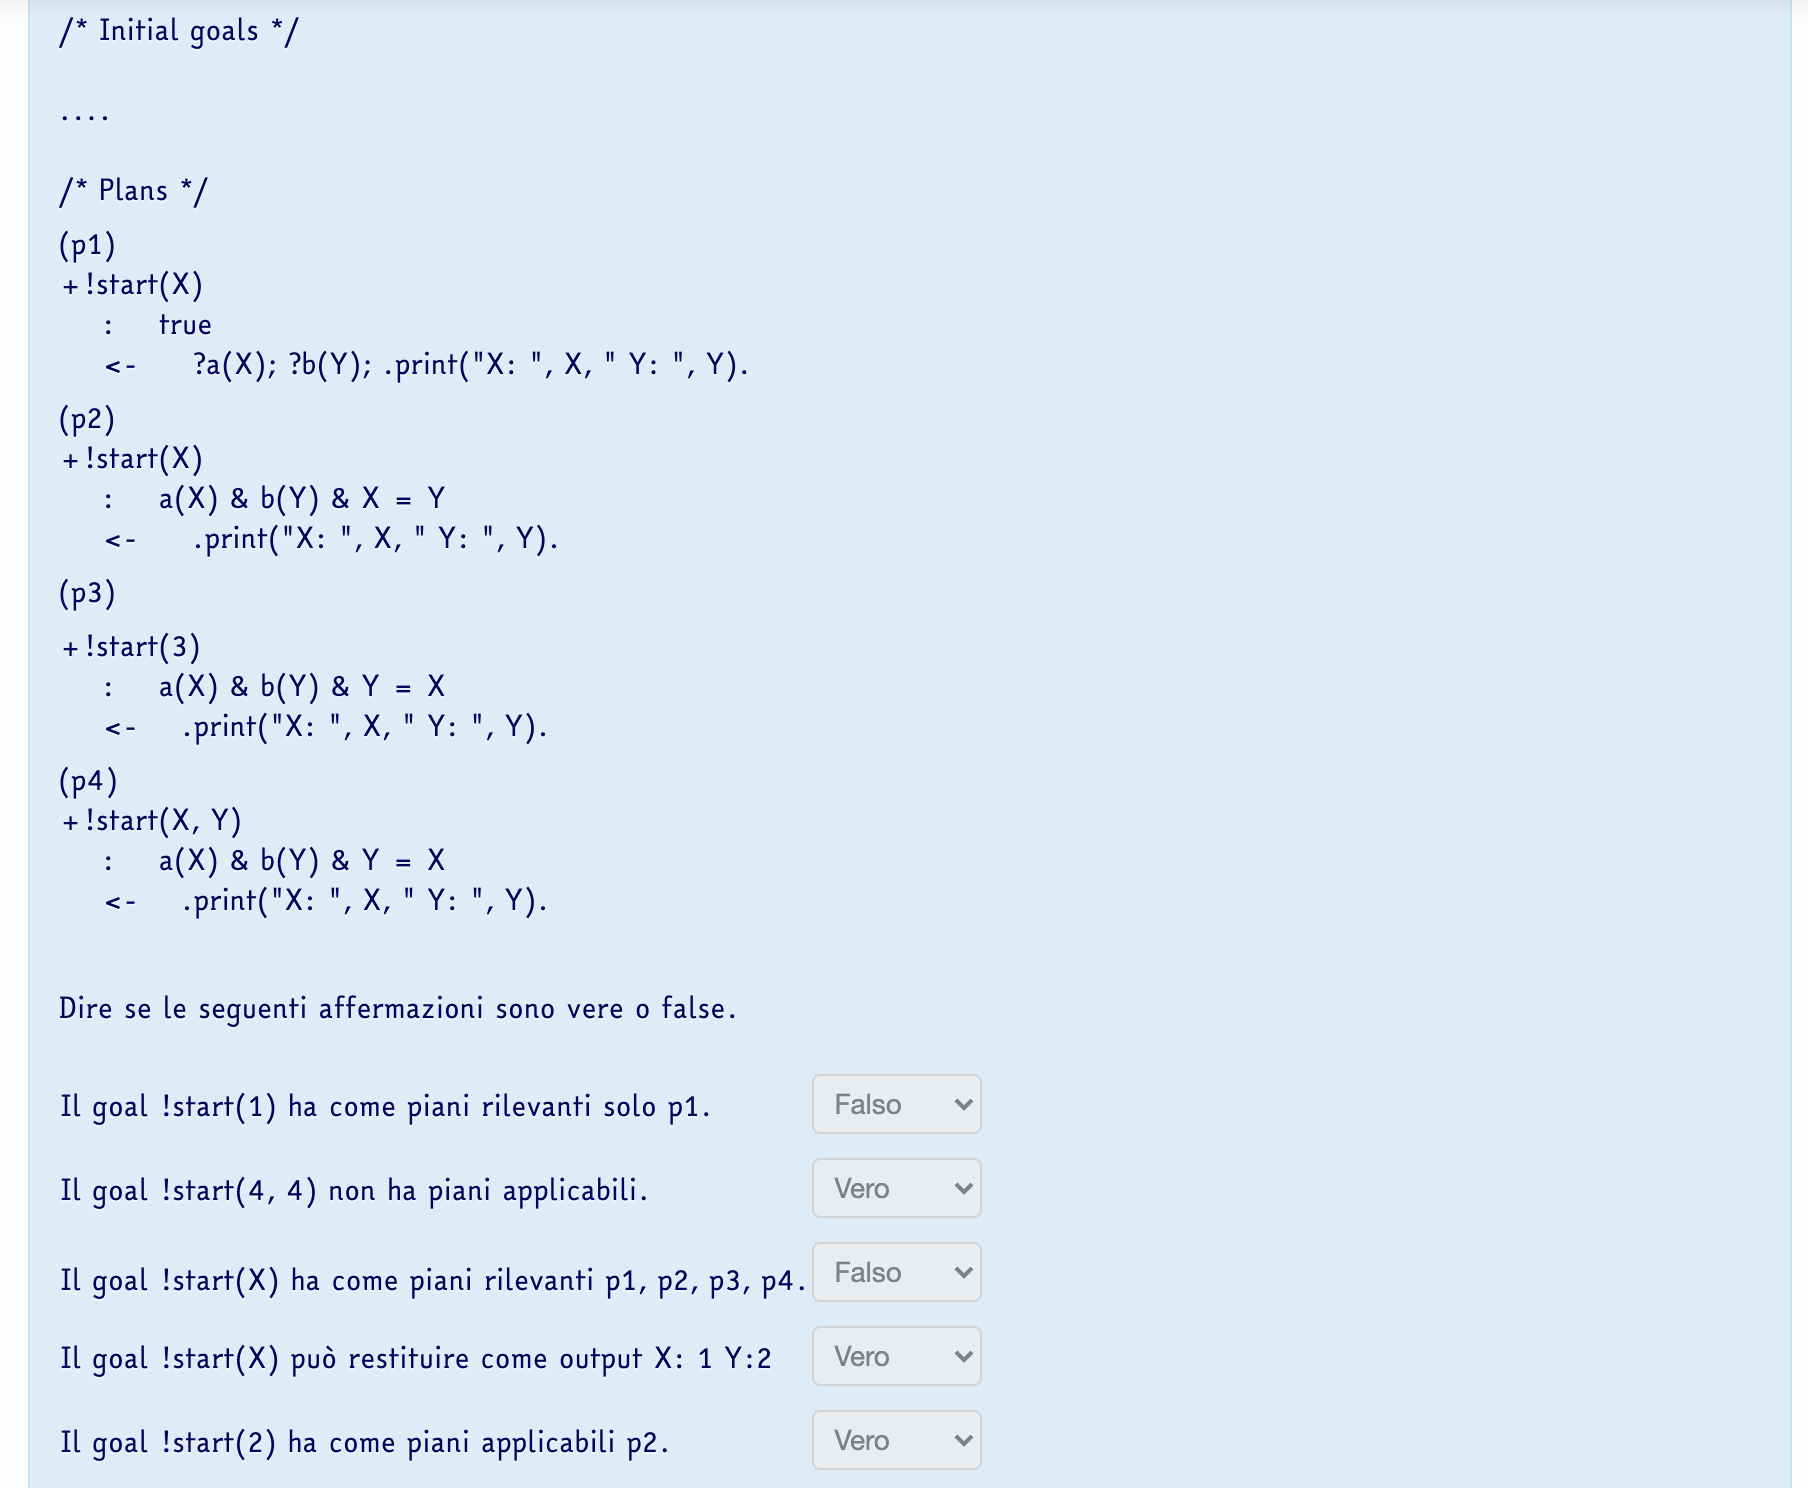 /* Initial goals */
....
/* Plans */
(p1)
+!start(X)
: true
<- ?a(X); ?b(Y); .print("X: ", X, " Y: ", Y).
(p2)
+!start(X)
: a(X) & b(Y) & X = Y
<- .print("X: ", X, " Y: ", Y).
(p3)
+!start(3)
: a(X) & b(Y) & Y = X
<- .print("X: ", X, " Y: ", Y).
(p4)
+!start(X, Y)
: a(X) & b(Y) & Y = X
<- .print("X: ", X, " Y: ", Y).
Dire se le seguenti affermazioni sono vere o false.
Il goal !start(1) ha come piani rilevanti solo p1. Falso
Il goal !start(4, 4) non ha piani applicabili. Vero
Il goal !start(X) ha come piani rilevanti p1, p2, p3, p4. Falso
Il goal !start(X) può restituire come output X: 1 Y:2 Vero
Il goal !start(2) ha come piani applicabili p2. Vero